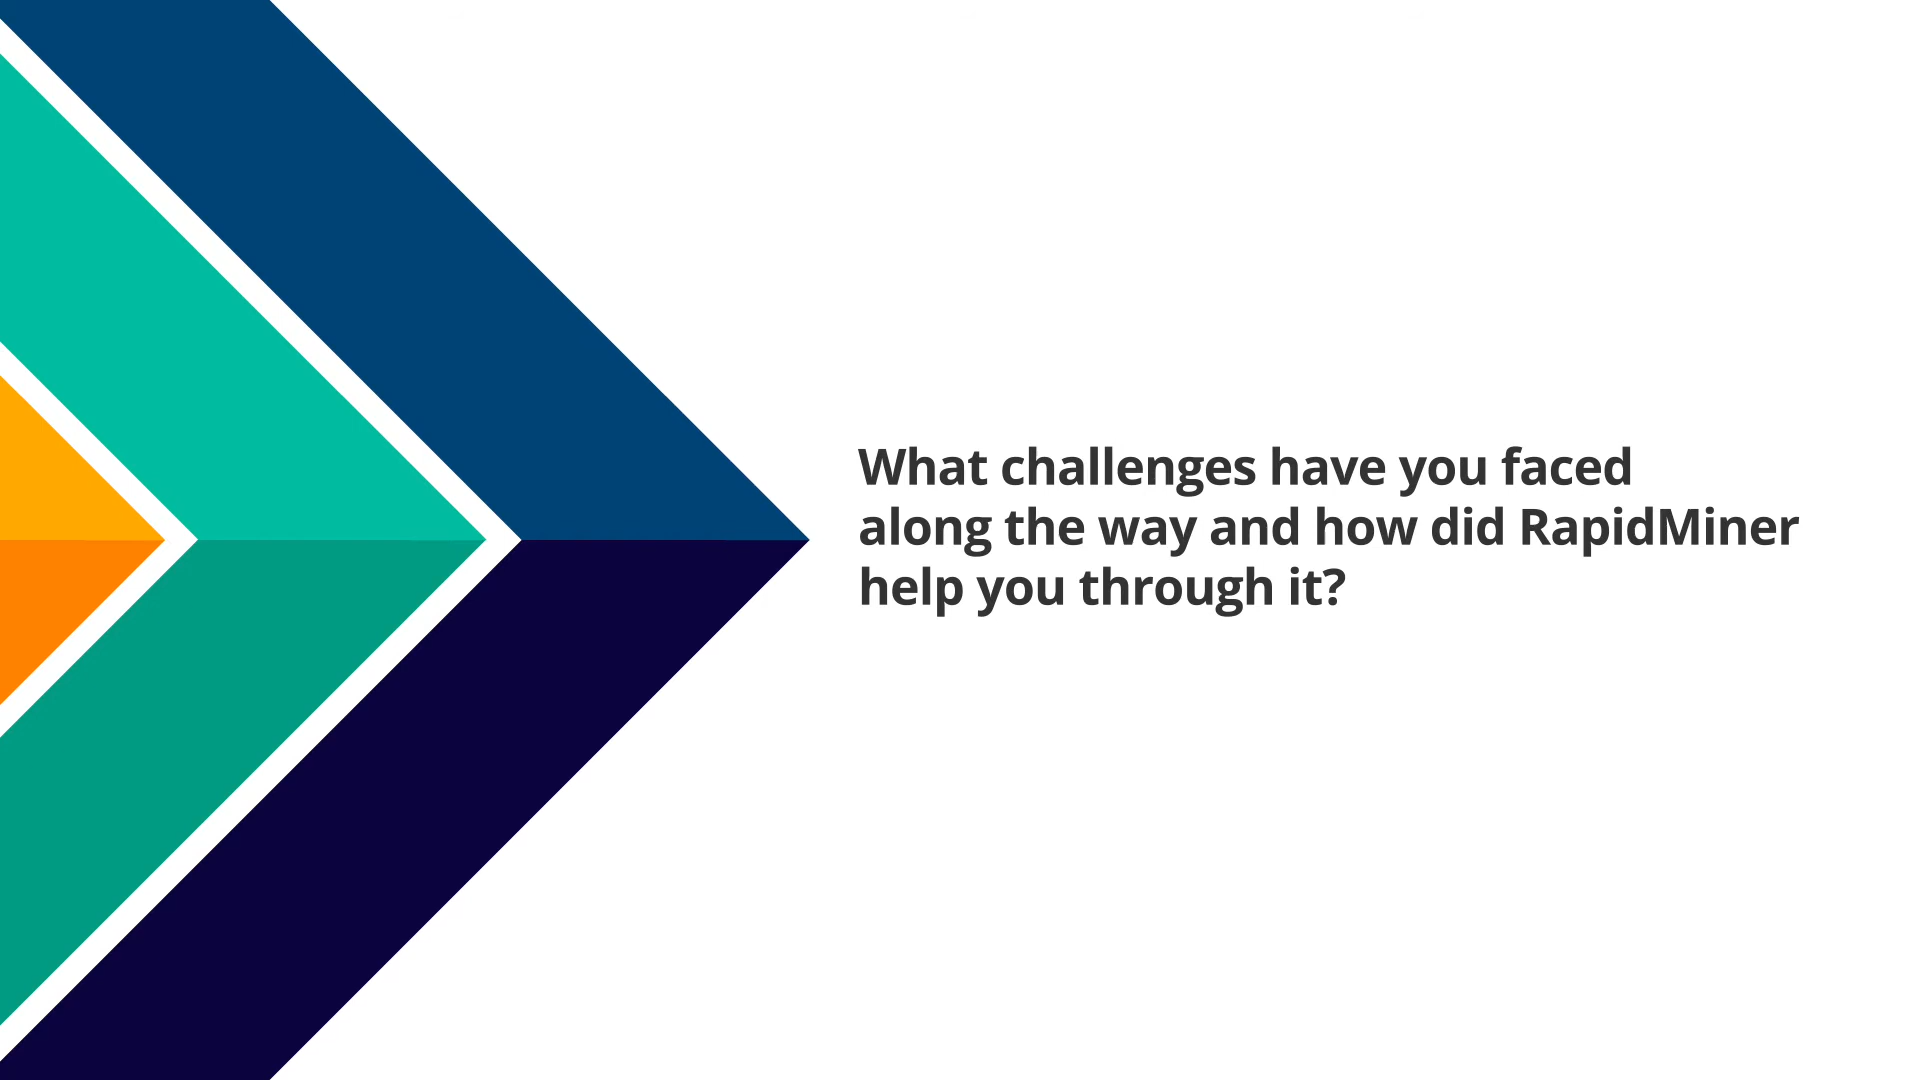 What challenges have you faced
along the way and how did RapidMiner
help you through it?